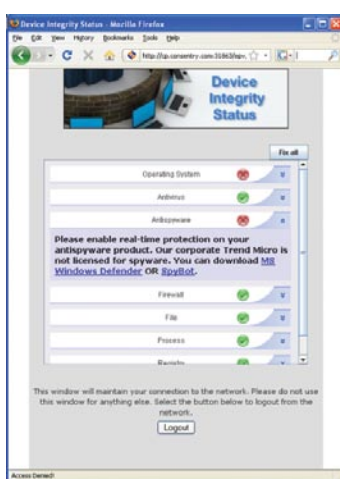 Device Integrity Status - Mozilla Firefox
File Edit View History Bookmarks Tools Help
Device
Integrity
Status
Fix all
Operating System
Antivirus
Antispyware
Please enable real-time protection on your
antispyware product. Our corporate Trend Micro is
not licensed for spyware. You can download MS
Windows Defender OR SpyBot.
Firewall
File
Process
Registry
This window will maintain your connection to the network. Please do not use
this window for anything else. Select the button below to logout from the
network.
Logout
Access Denied!